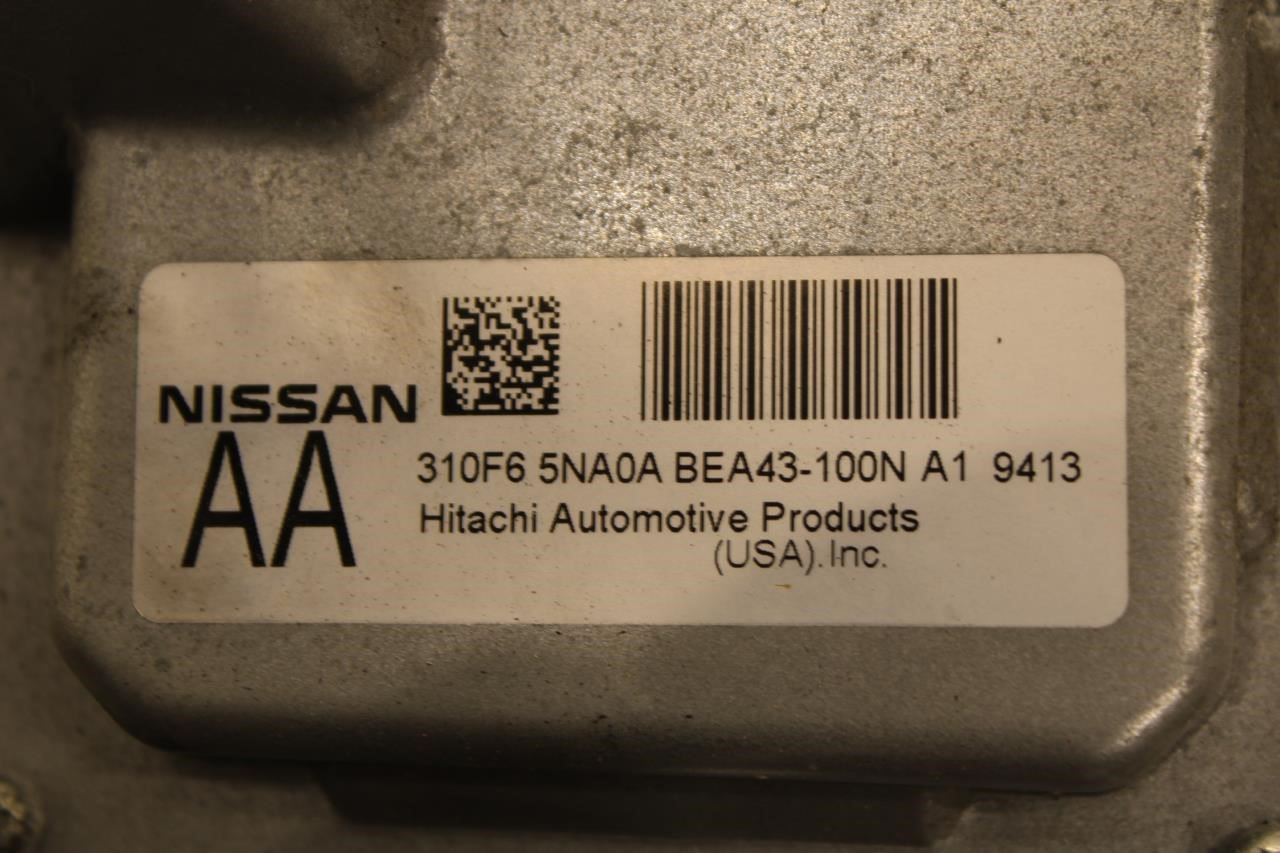 NISSAN
AA
310F6 5NA0A BEA43-100N A1 9413
Hitachi Automotive Products
(USA).Inc.